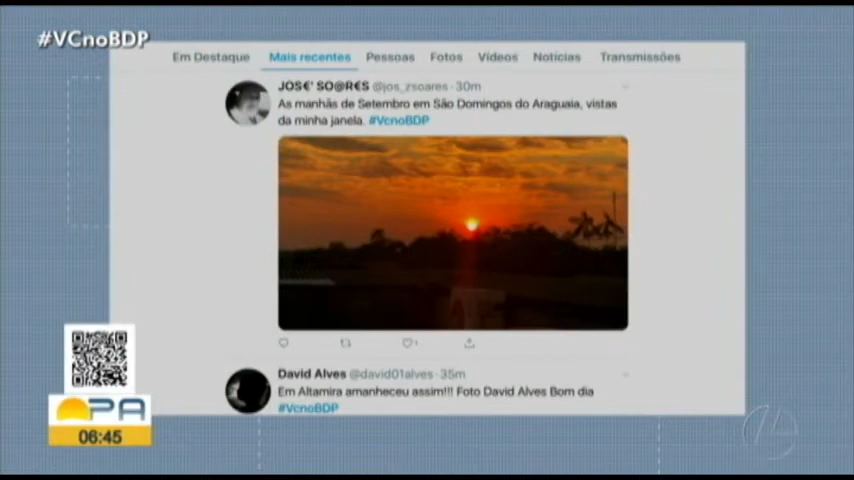 #VCnoBDP
Em Destaque Mais recentes Pessoas Fotos Vídeos Notícias Transmissões
JOS€' SO@R€S @jos_rsoares · 30m
As manhãs de Setembro em São Domingos do Araguaia, vistas
da minha janela. #VcnoBDP
1
David Alves @david01alves · 35m
Em Altamira amanheceu assim!!! Foto David Alves Bom dia
#VcnoBDP
PA
06:45